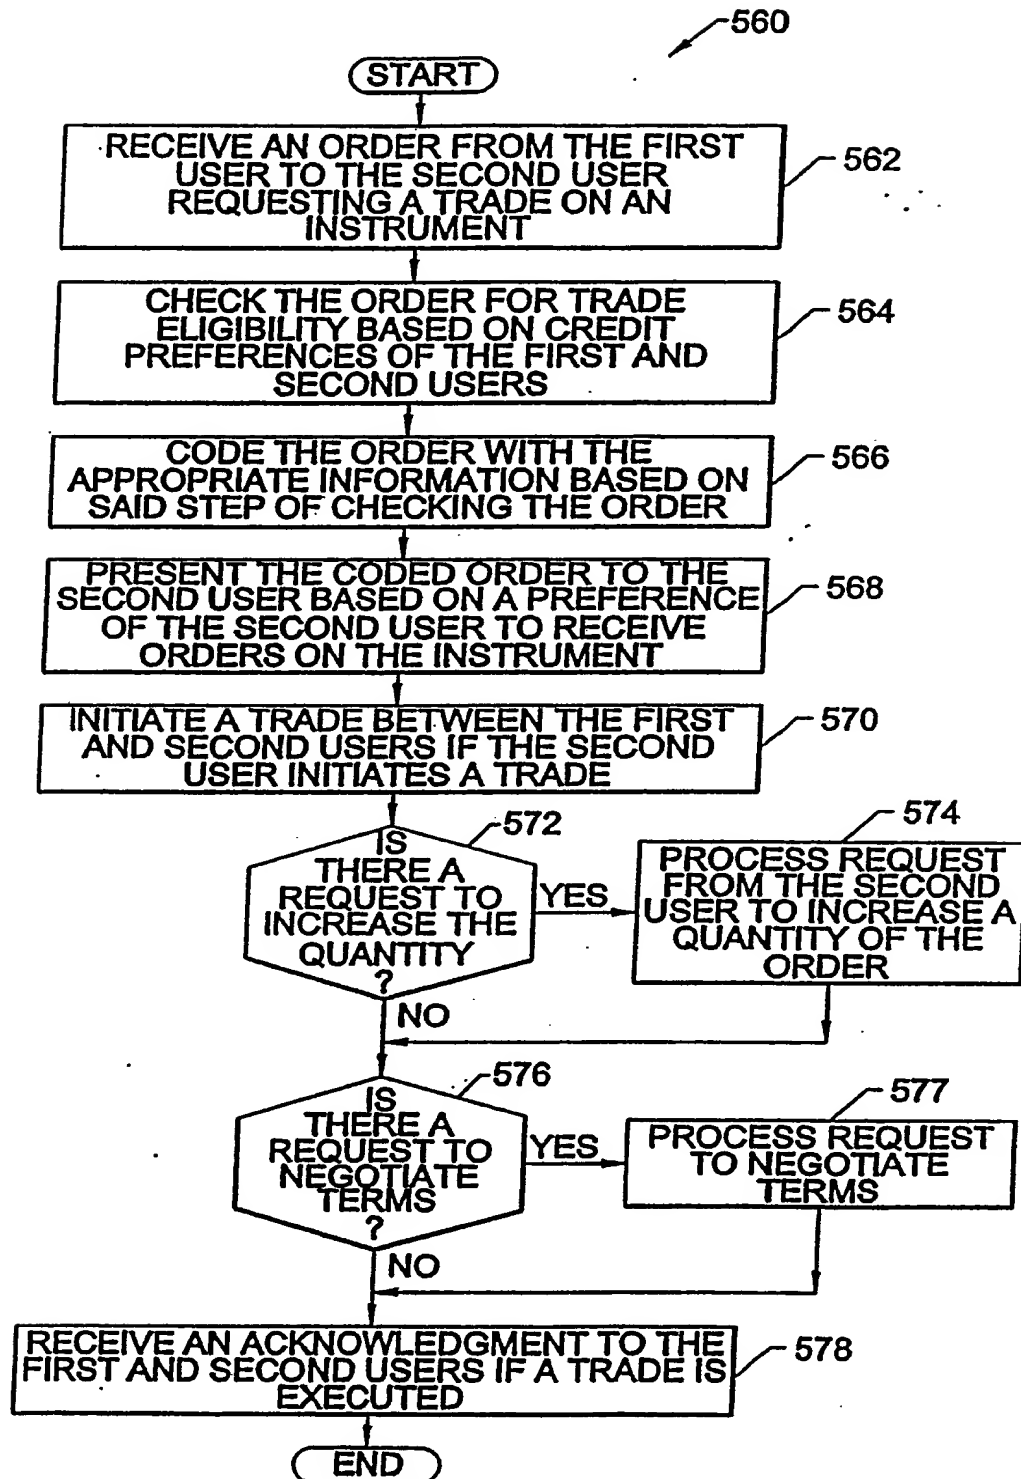 560
START
RECEIVE AN ORDER FROM THE FIRST
USER TO THE SECOND USER
REQUESTING A TRADE ON AN
INSTRUMENT
562
CHECK THE ORDER FOR TRADE
ELIGIBILITY BASED ON CREDIT
PREFERENCES OF THE FIRST AND
SECOND USERS
564
CODE THE ORDER WITH THE
APPROPRIATE INFORMATION BASED ON
SAID STEP OF CHECKING THE ORDER
566
PRESENT THE CODED ORDER TO THE
SECOND USER BASED ON A PREFERENCE
OF THE SECOND USER TO RECEIVE
ORDERS ON THE INSTRUMENT
568
INITIATE A TRADE BETWEEN THE FIRST
AND SECOND USERS IF THE SECOND
USER INITIATES A TRADE
570
IS
THERE A
REQUEST TO
INCREASE THE
QUANTITY
?
572
YES
PROCESS REQUEST
FROM THE SECOND
USER TO INCREASE A
QUANTITY OF THE
ORDER
574
NO
IS
THERE A
REQUEST TO
NEGOTIATE
TERMS
?
576
YES
PROCESS REQUEST
TO NEGOTIATE
TERMS
577
NO
RECEIVE AN ACKNOWLEDGMENT TO THE
FIRST AND SECOND USERS IF A TRADE IS
EXECUTED
578
END